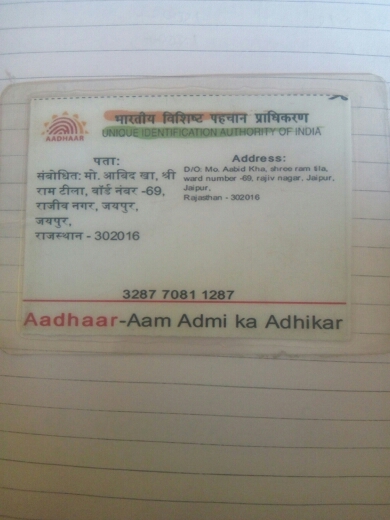 भारतीय विशिष्ट पहचान प्राधिकरण
UNIQUE IDENTIFICATION AUTHORITY OF INDIA
AADHAAR
पता:
संबोधित: मो. आविद खा, श्री
राम टीला, वॉर्ड नंबर -69,
राजीव नगर, जयपुर,
जयपुर,
राजस्थान - 302016
Address:
D/O: Mo. Aabid Kha, shree ram tila,
ward number -69, rajiv nagar, Jaipur,
Jaipur,
Rajasthan - 302016
3287 7081 1287
Aadhaar-Aam Admi ka Adhikar